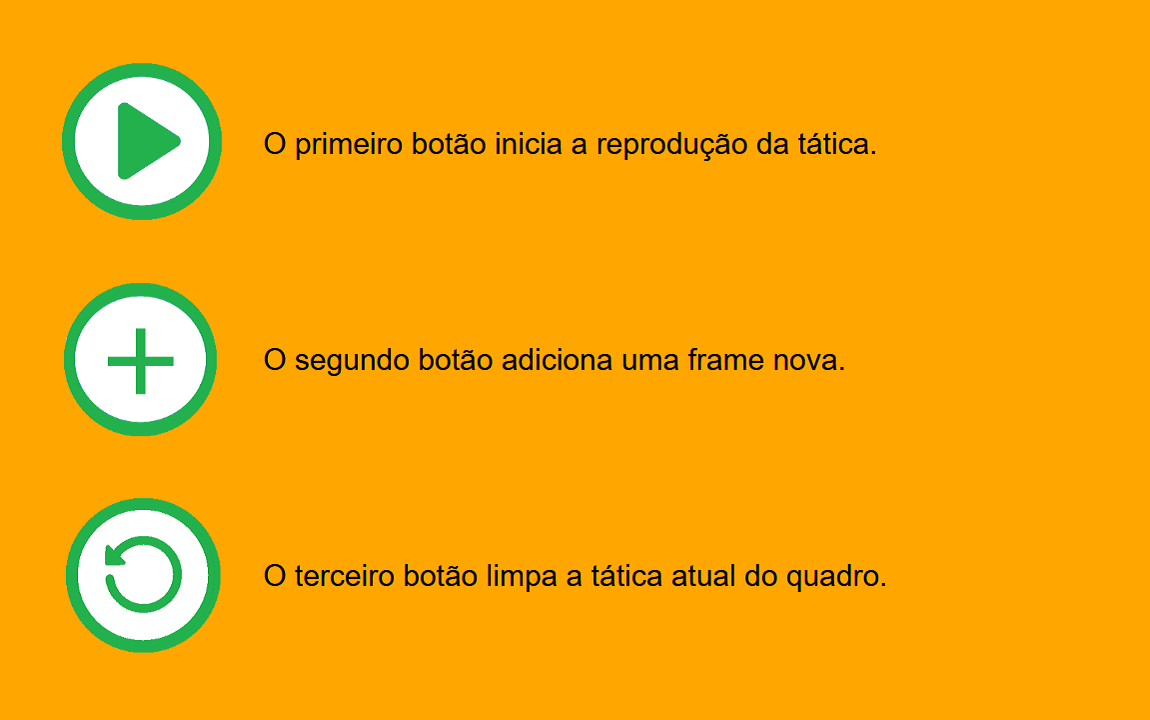 O primeiro botão inicia a reprodução da tática.
O segundo botão adiciona uma frame nova.
O terceiro botão limpa a tática atual do quadro.